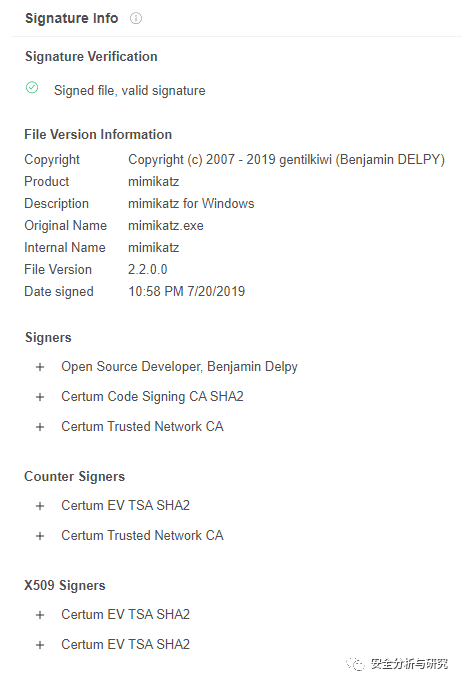 Signature Info
Signature Verification
Signed file, valid signature
File Version Information
Copyright Copyright (c) 2007 - 2019 gentilkiwi (Benjamin DELPY)
Product mimikatz
Description mimikatz for Windows
Original Name mimikatz.exe
Internal Name mimikatz
File Version 2.2.0.0
Date signed 10:58 PM 7/20/2019
Signers
+ Open Source Developer, Benjamin Delpy
+ Certum Code Signing CA SHA2
+ Certum Trusted Network CA
Counter Signers
+ Certum EV TSA SHA2
+ Certum Trusted Network CA
X509 Signers
+ Certum EV TSA SHA2
+ Certum EV TSA SHA2
安全分析与研究